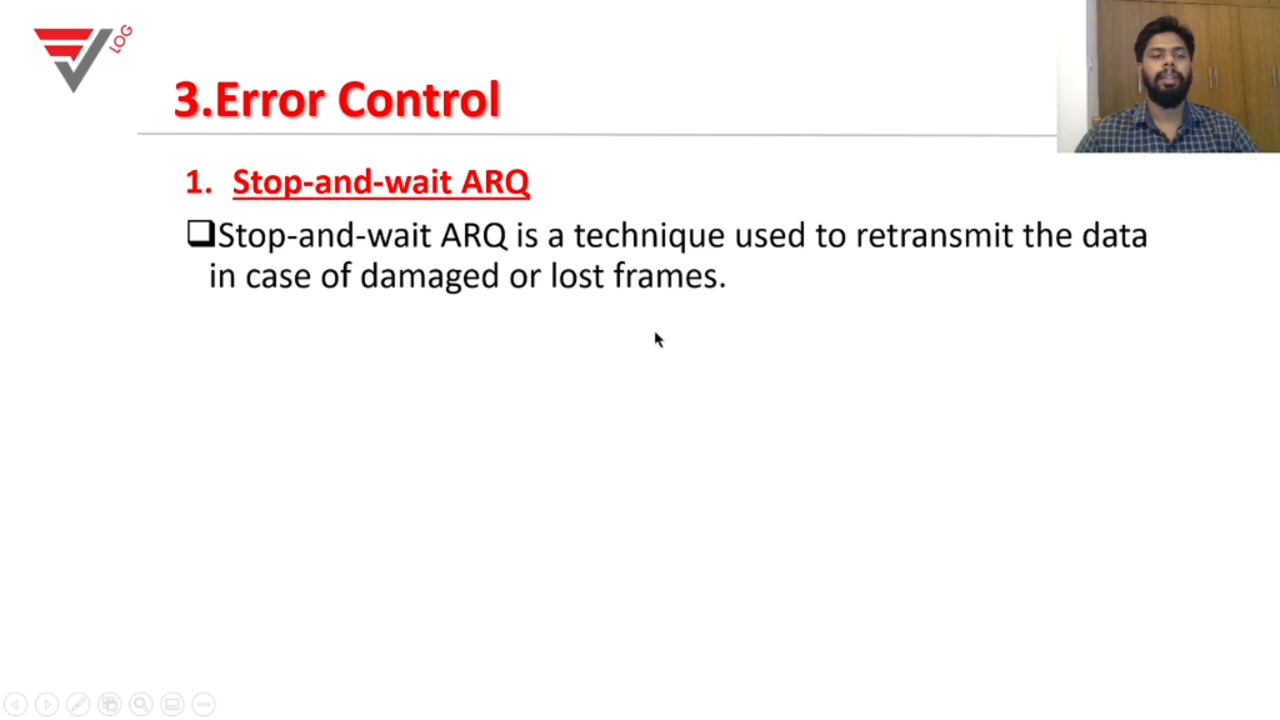 LOG
3.Error Control
1. Stop-and-wait ARQ
Stop-and-wait ARQ is a technique used to retransmit the data
in case of damaged or lost frames.